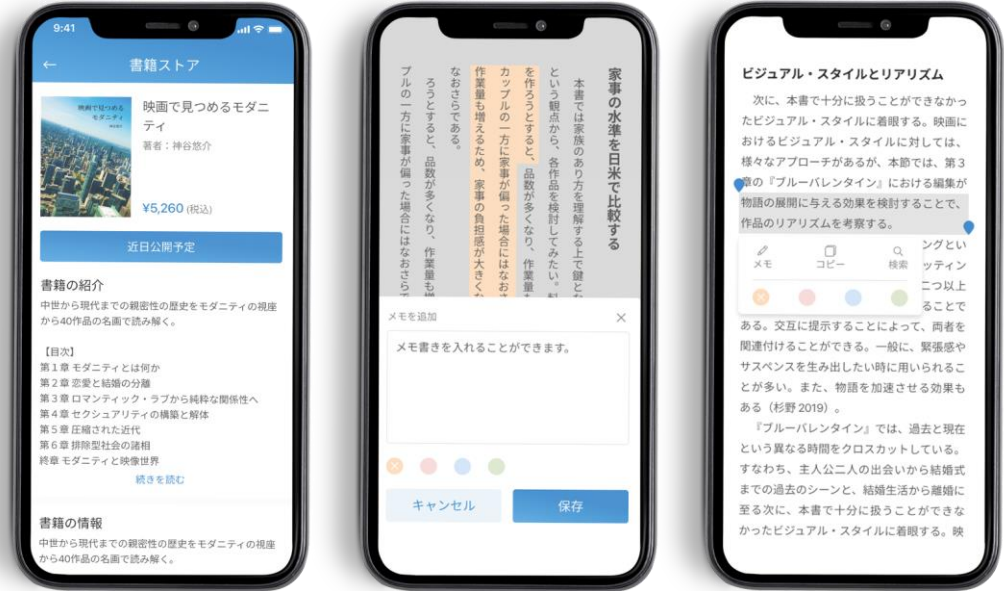 9:41
書籍ストア
映画で見つめる
モダニティ
映画で見つめるモダニ
ティ
著者：神谷悠介
¥5,260 (税込)
近日公開予定
書籍の紹介
中世から現代までの親密性の歴史をモダニティの視座
から40作品の名画で読み解く。
【目次】
第１章 モダニティとは何か
第２章 恋愛と結婚の分離
第３章 ロマンティック・ラブから純粋な関係性へ
第４章 セクシュアリティの構築と解体
第５章 圧縮された近代
第６章 排除型社会の諸相
終章 モダニティと映像世界
続きを読む
書籍の情報
中世から現代までの親密性の歴史をモダニティの視座
から40作品の名画で読み解く。
家事の水準を日米で比較する
本書では家族のあり方を理解する上で鍵とな
という観点から、各作品を検討してみたい。
を作ろうとすると、品数が多くなり、作業量も
カップルの一方に家事が偏った場合にはなおさ
作業量も増えるため、家事の負担感が大きくな
なおさらである。
ろうとすると、品数が多くなり、作業量も増
プルの一方に家事が偏った場合にはなおさらで
メモを追加
メモ書きを入れることができます。
キャンセル
保存
ビジュアル・スタイルとリアリズム
次に、本書で十分に扱うことができなかっ
たビジュアル・スタイルに着眼する。映画に
おけるビジュアル・スタイルに対しては、
様々なアプローチがあるが、本節では、第３
章の『ブルーバレンタイン』における編集が
物語の展開に与える効果を検討することで、
作品のリアリズムを考察する。
ングとい
メモ
コピー
検索
ッティン
二つ以上
ることで
ある。交互に提示することによって、両者を
関連付けることができる。一般に、緊張感や
サスペンスを生み出したい時に用いられるこ
とが多い。また、物語を加速させる効果も
ある（杉野 2019）。
『ブルーバレンタイン』では、過去と現在
という異なる時間をクロスカットしている。
すなわち、主人公二人の出会いから結婚式
までの過去のシーンと、結婚生活から離婚に
至る次に、本書で十分に扱うことができな
かったビジュアル・スタイルに着眼する。映